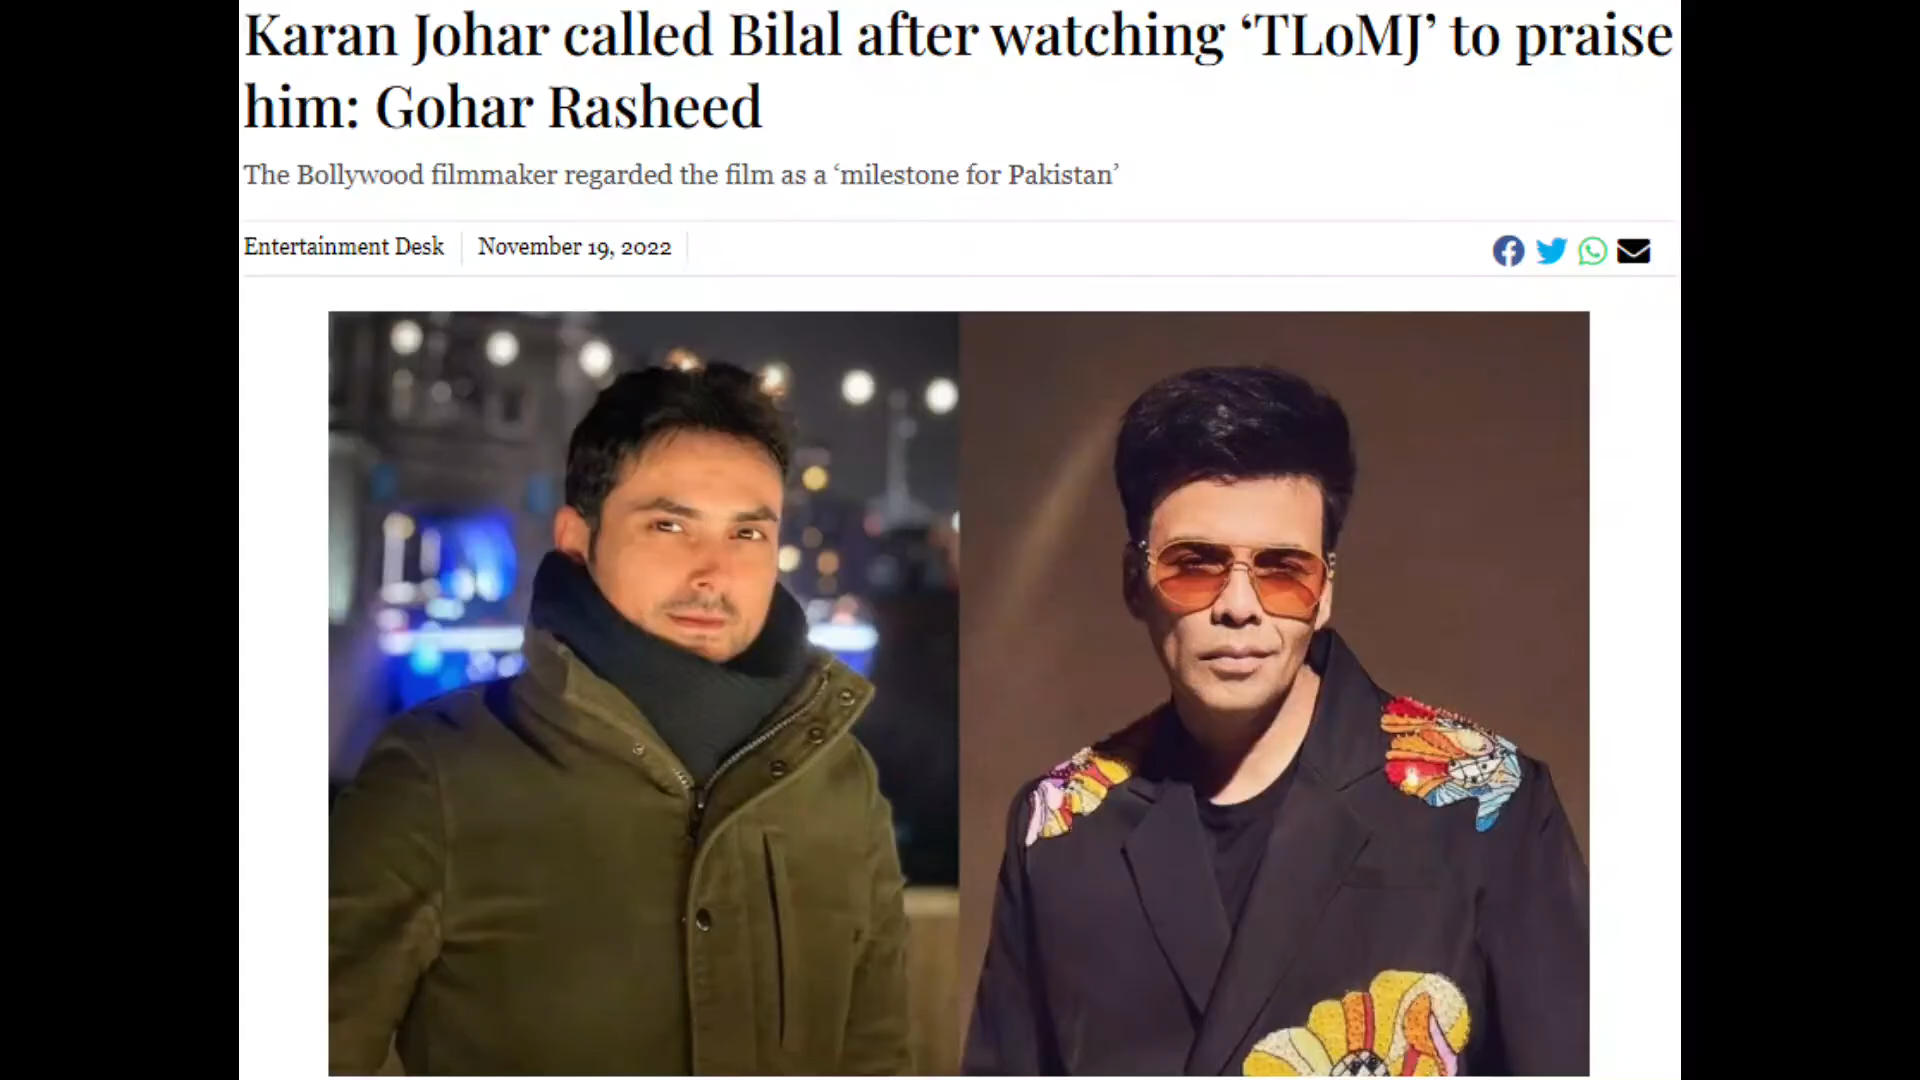 Karan Johar called Bilal after watching ‘TLoMJ’ to praise
him: Gohar Rasheed
The Bollywood filmmaker regarded the film as a ‘milestone for Pakistan’
Entertainment Desk
November 19, 2022